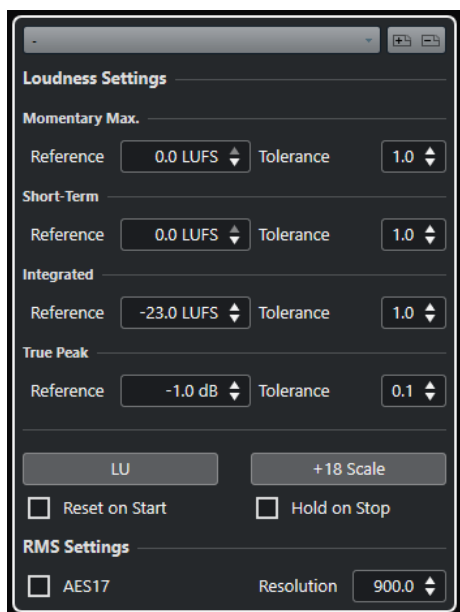 -
Loudness Settings
Momentary Max.
Reference 0.0 LUFS Tolerance 1.0
Short-Term
Reference 0.0 LUFS Tolerance 1.0
Integrated
Reference -23.0 LUFS Tolerance 1.0
True Peak
Reference -1.0 dB Tolerance 0.1
LU +18 Scale
Reset on Start Hold on Stop
RMS Settings
AES17 Resolution 900.0